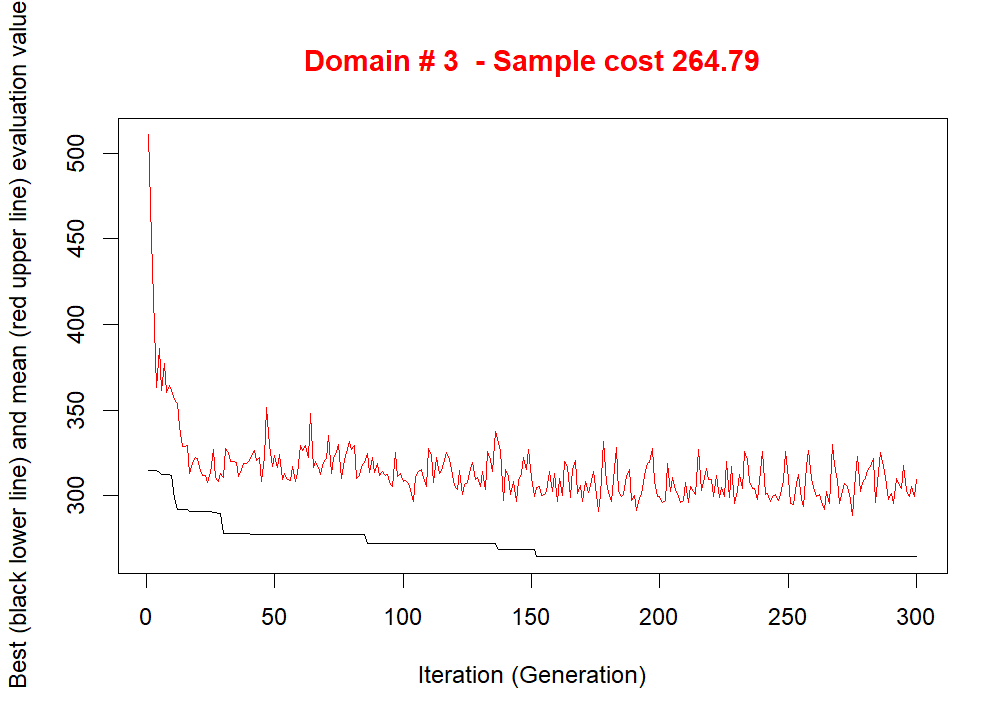 Domain # 3  - Sample cost 264.79
Best (black lower line) and mean (red upper line) evaluation value
500
450
400
350
300
0 50 100 150 200 250 300
Iteration (Generation)